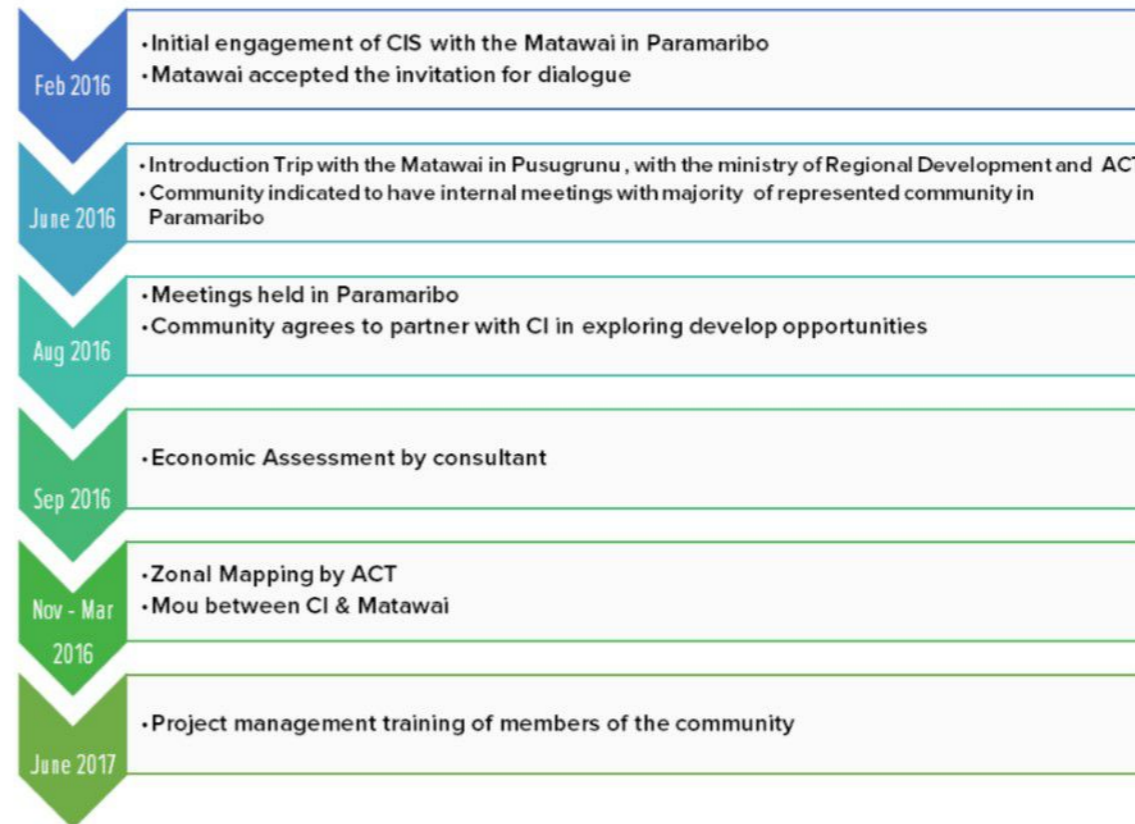 Feb 2016
•Initial engagement of CIS with the Matawai in Paramaribo
•Matawai accepted the invitation for dialogue
June 2016
•Introduction Trip with the Matawai in Pusugrunu , with the ministry of Regional Development and ACT
•Community indicated to have internal meetings with majority of represented community in
Paramaribo
Aug 2016
•Meetings held in Paramaribo
•Community agrees to partner with CI in exploring develop opportunities
Sep 2016
•Economic Assessment by consultant
Nov - Mar
2016
•Zonal Mapping by ACT
•Mou between CI & Matawai
June 2017
•Project management training of members of the community